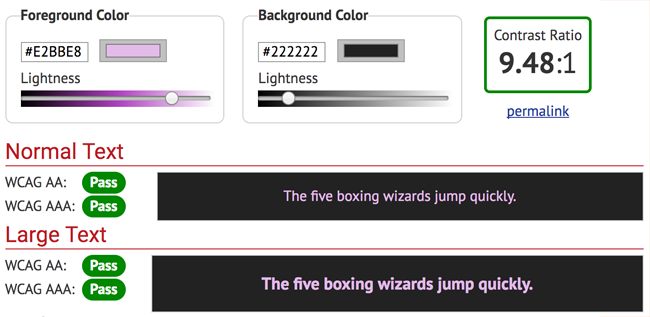 Foreground Color
#E2BBE8
Lightness
Background Color
#222222
Lightness
Contrast Ratio
9.48:1
permalink
Normal Text
WCAG AA: Pass
WCAG AAA: Pass
The five boxing wizards jump quickly.
Large Text
WCAG AA: Pass
WCAG AAA: Pass
The five boxing wizards jump quickly.